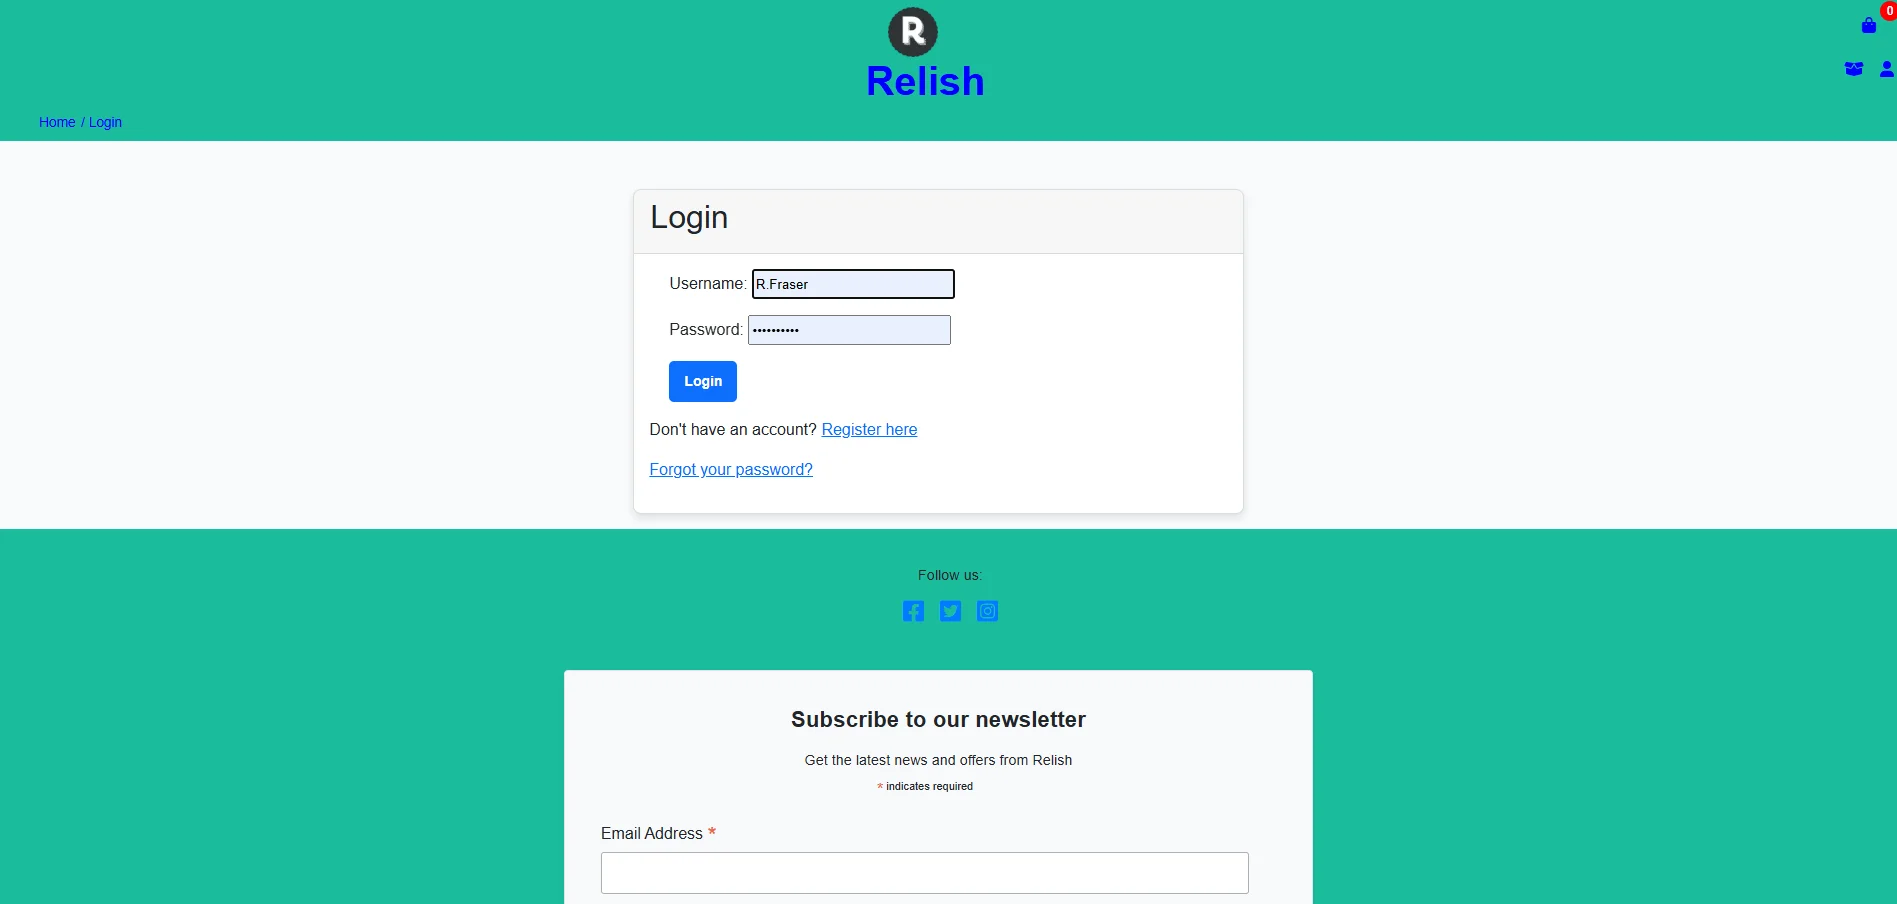 R
0
Relish
Home / Login
Login
Username: R.Fraser
Password: ••••••••••
Login
Don't have an account? Register here
Forgot your password?
Follow us:
Subscribe to our newsletter
Get the latest news and offers from Relish
* indicates required
Email Address *